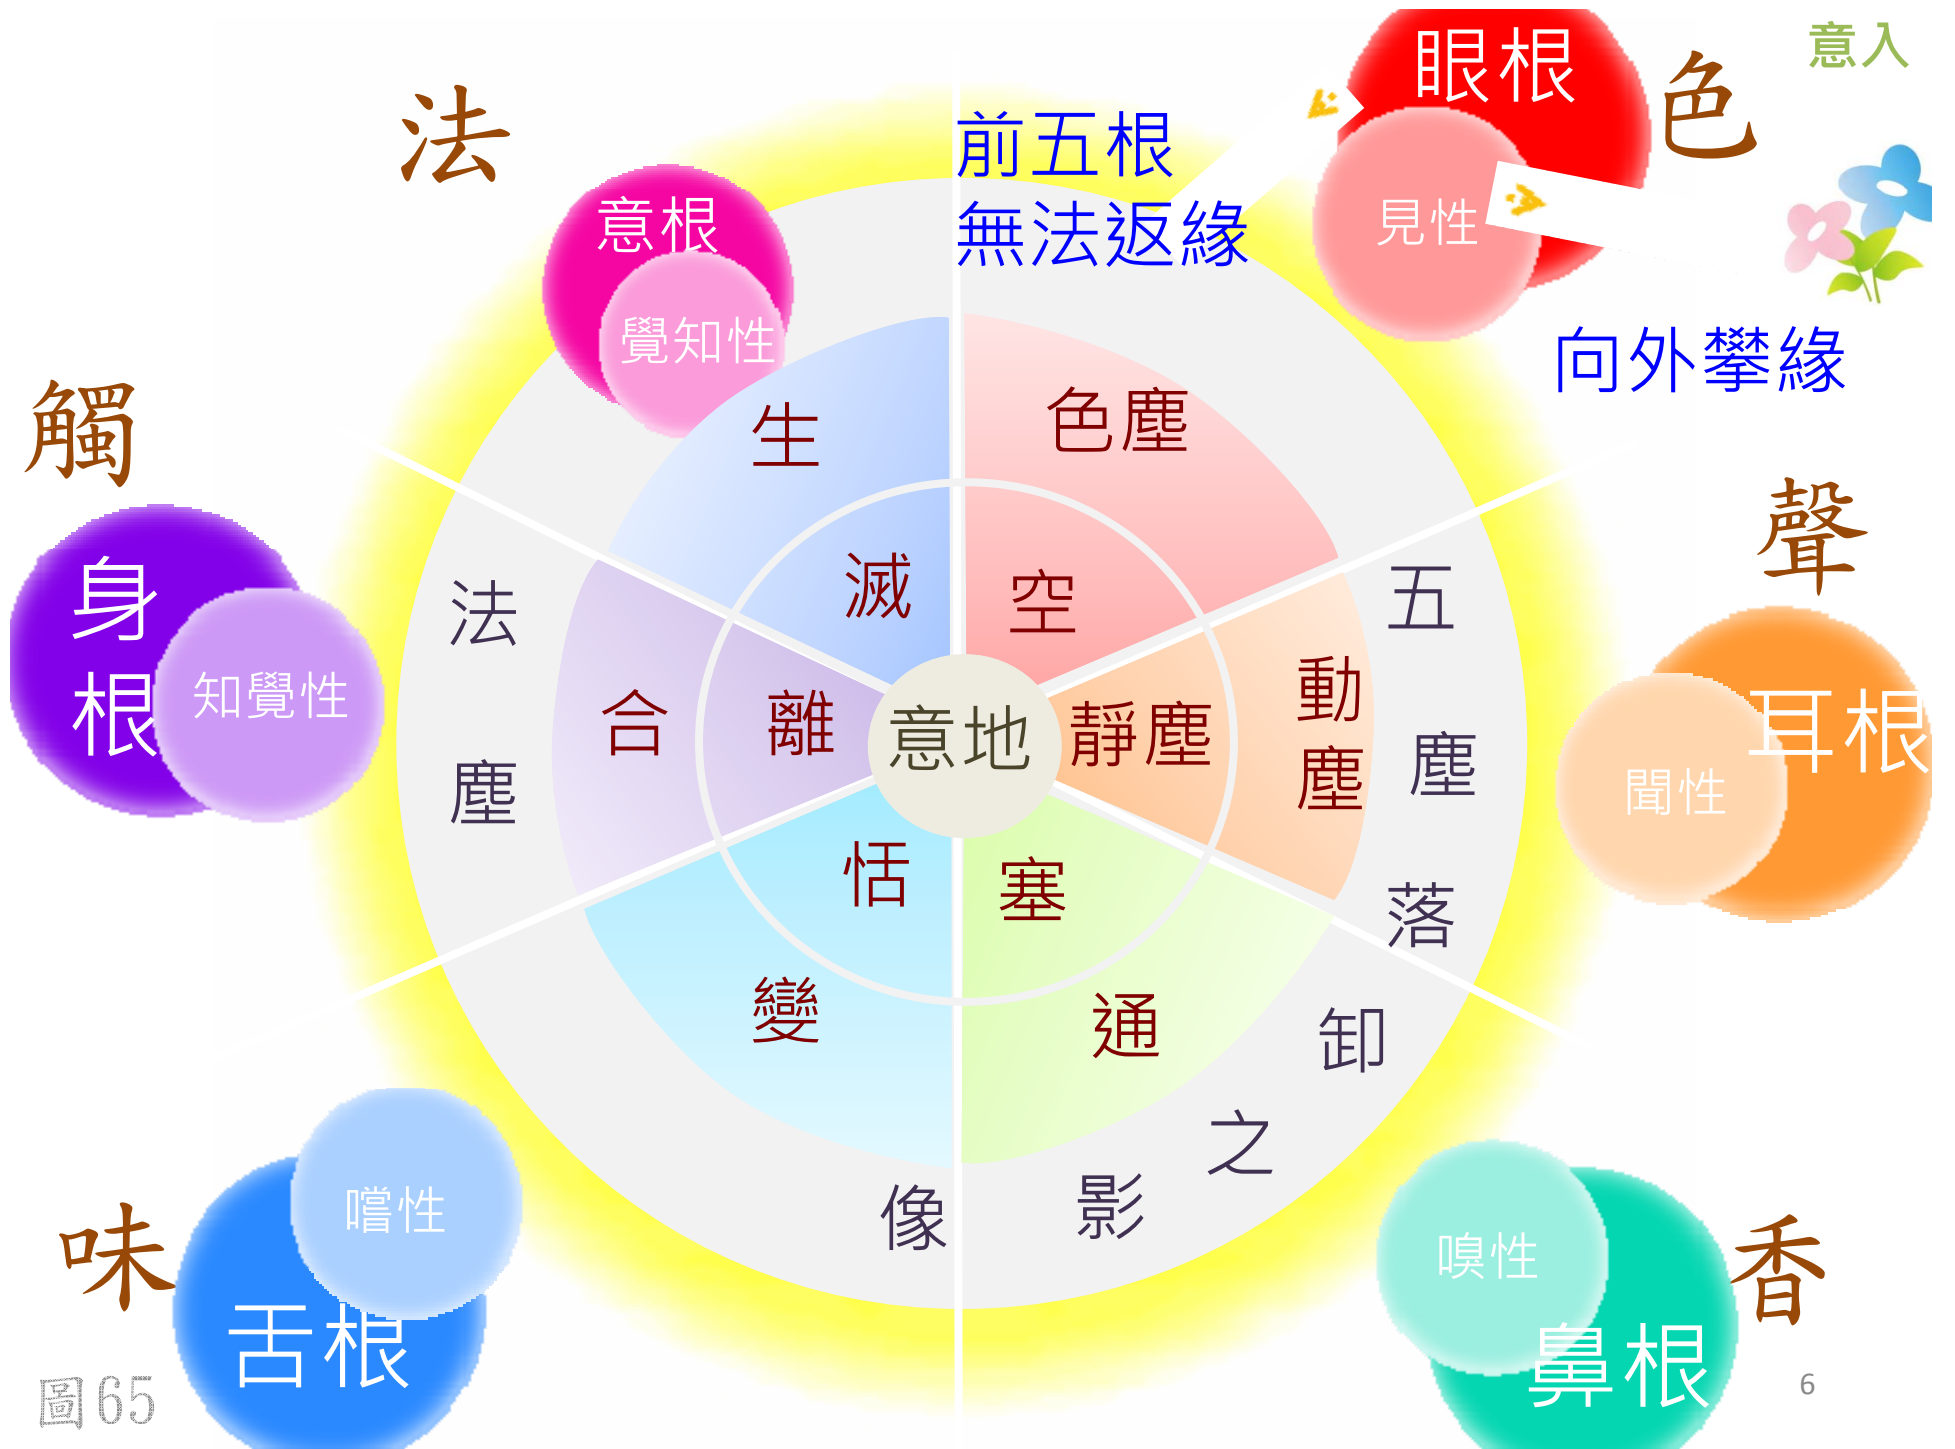 意入
眼根
色
見性
前五根
無法返緣
向外攀緣
法
意根
覺知性
觸
身
根
知覺性
聲
耳根
聞性
味
嚐性
舌根
香
嗅性
鼻根
生
滅
色塵
空
合
離
意地
靜塵
動
塵
恬
變
塞
通
法
塵
五
塵
落
卸
之
影
像
圖65
6